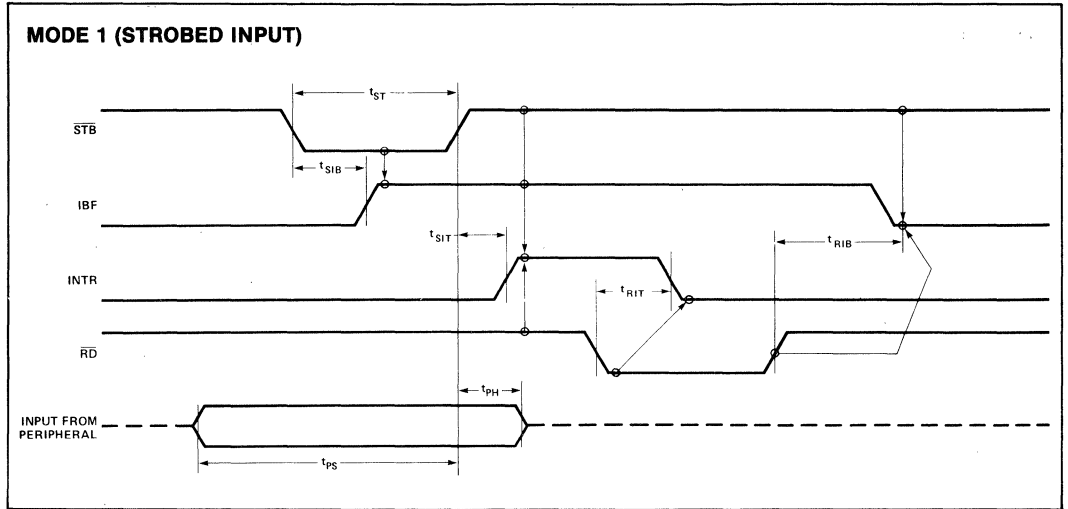 MODE 1 (STROBED INPUT)
tST
STB
tSIB
IBF
tSIT
tRIB
INTR
tRIT
RD
tPH
INPUT FROM
PERIPHERAL
tPS